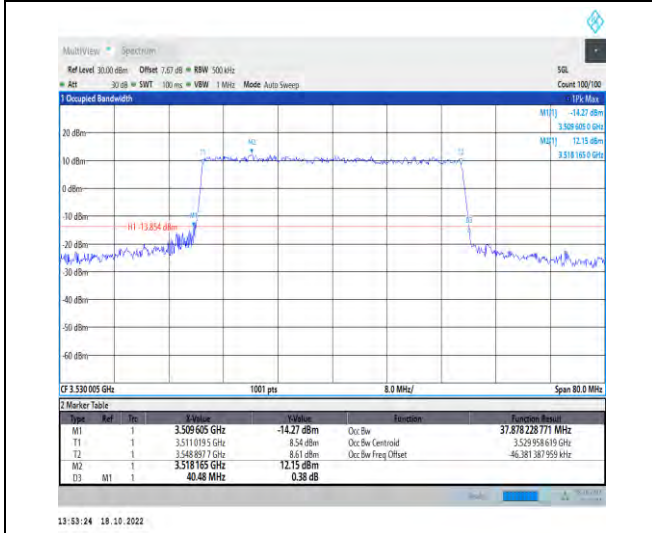 MultiView Spectrum
Ref Level 30.00 dBm Offset 7.67 dB RBW 500 kHz SGL
Att 30 dB SWT 100 ms VBW 1 MHz Mode Auto Sweep Count 100/100
1 Occupied Bandwidth 1Pk Max
M1[1] -14.27 dBm
3.509 605 0 GHz
M2[1] 12.15 dBm
3.518 165 0 GHz
20 dBm
M2
T1 T2
10 dBm
0 dBm
-10 dBm
M1
D3
H1 -13.854 dBm
-20 dBm
-30 dBm
-40 dBm
-50 dBm
-60 dBm
CF 3.530 005 GHz 1001 pts 8.0 MHz/ Span 80.0 MHz
2 Marker Table
Type Ref Trc X-Value Y-Value Function Function Result
M1 1 3.509 605 GHz -14.27 dBm Occ Bw 37.878 228 771 MHz
T1 1 3.511 019 5 GHz 8.54 dBm Occ Bw Centroid 3.529 958 619 GHz
T2 1 3.548 897 7 GHz 8.61 dBm Occ Bw Freq Offset -46.381 387 959 kHz
M2 1 3.518 165 GHz 12.15 dBm
D3 M1 1 40.48 MHz 0.38 dB
13:53:24 18.10.2022